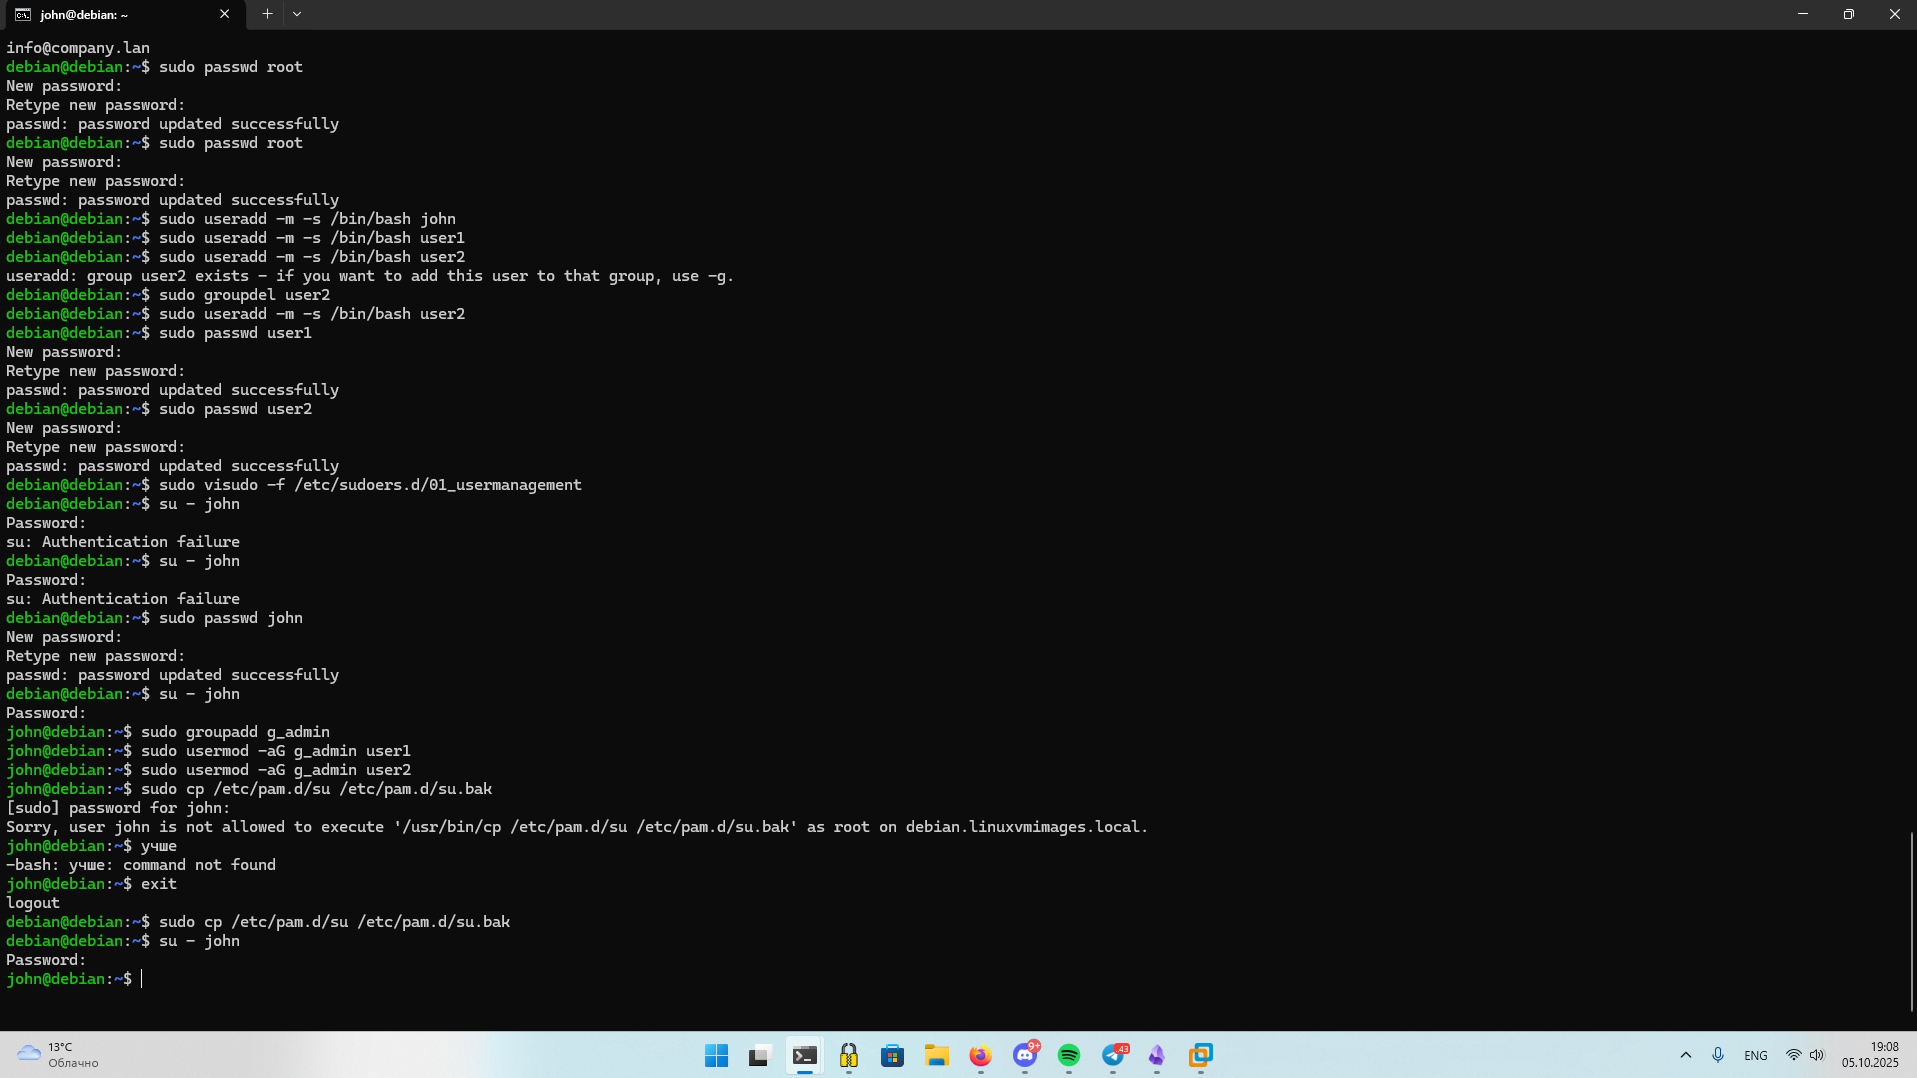 john@debian: ~
info@company.lan
debian@debian:~$ sudo passwd root
New password:
Retype new password:
passwd: password updated successfully
debian@debian:~$ sudo passwd root
New password:
Retype new password:
passwd: password updated successfully
debian@debian:~$ sudo useradd -m -s /bin/bash john
debian@debian:~$ sudo useradd -m -s /bin/bash user1
debian@debian:~$ sudo useradd -m -s /bin/bash user2
useradd: group user2 exists - if you want to add this user to that group, use -g.
debian@debian:~$ sudo groupdel user2
debian@debian:~$ sudo useradd -m -s /bin/bash user2
debian@debian:~$ sudo passwd user1
New password:
Retype new password:
passwd: password updated successfully
debian@debian:~$ sudo passwd user2
New password:
Retype new password:
passwd: password updated successfully
debian@debian:~$ sudo visudo -f /etc/sudoers.d/01_usermanagement
debian@debian:~$ su - john
Password:
su: Authentication failure
debian@debian:~$ su - john
Password:
su: Authentication failure
debian@debian:~$ sudo passwd john
New password:
Retype new password:
passwd: password updated successfully
debian@debian:~$ su - john
Password:
john@debian:~$ sudo groupadd g_admin
john@debian:~$ sudo usermod -aG g_admin user1
john@debian:~$ sudo usermod -aG g_admin user2
john@debian:~$ sudo cp /etc/pam.d/su /etc/pam.d/su.bak
[sudo] password for john:
Sorry, user john is not allowed to execute '/usr/bin/cp /etc/pam.d/su /etc/pam.d/su.bak' as root on debian.linuxvmimages.local.
john@debian:~$ учше
-bash: учше: command not found
john@debian:~$ exit
logout
debian@debian:~$ sudo cp /etc/pam.d/su /etc/pam.d/su.bak
debian@debian:~$ su - john
Password:
john@debian:~$
13°C
Облачно
9+
43
ENG
19:08
05.10.2025